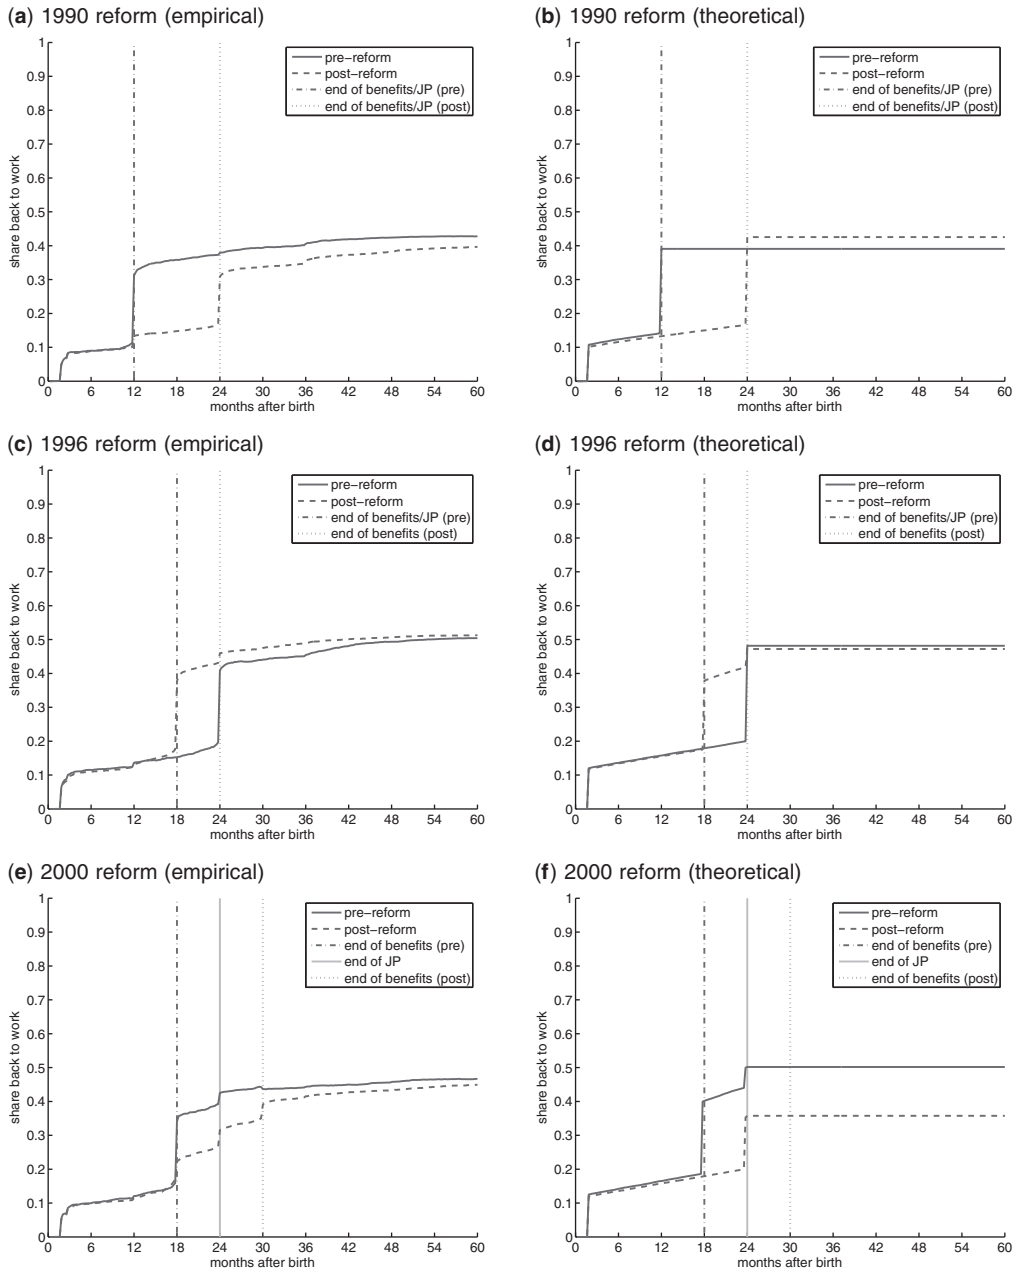 (a) 1990 reform (empirical)
1
0.9
0.8
0.7
0.6
0.5
0.4
0.3
0.2
0.1
0
share back to work
pre−reform
post−reform
end of benefits/JP (pre)
end of benefits/JP (post)
0 6 12 18 24 30 36 42 48 54 60
months after birth
(b) 1990 reform (theoretical)
1
0.9
0.8
0.7
0.6
0.5
0.4
0.3
0.2
0.1
0
share back to work
pre−reform
post−reform
end of benefits/JP (pre)
end of benefits/JP (post)
0 6 12 18 24 30 36 42 48 54 60
months after birth
(c) 1996 reform (empirical)
1
0.9
0.8
0.7
0.6
0.5
0.4
0.3
0.2
0.1
0
share back to work
pre−reform
post−reform
end of benefits/JP (pre)
end of benefits (post)
0 6 12 18 24 30 36 42 48 54 60
months after birth
(d) 1996 reform (theoretical)
1
0.9
0.8
0.7
0.6
0.5
0.4
0.3
0.2
0.1
0
share back to work
pre−reform
post−reform
end of benefits/JP (pre)
end of benefits (post)
0 6 12 18 24 30 36 42 48 54 60
months after birth
(e) 2000 reform (empirical)
1
0.9
0.8
0.7
0.6
0.5
0.4
0.3
0.2
0.1
0
share back to work
pre−reform
post−reform
end of benefits (pre)
end of JP
end of benefits (post)
0 6 12 18 24 30 36 42 48 54 60
months after birth
(f) 2000 reform (theoretical)
1
0.9
0.8
0.7
0.6
0.5
0.4
0.3
0.2
0.1
0
share back to work
pre−reform
post−reform
end of benefits (pre)
end of JP
end of benefits (post)
0 6 12 18 24 30 36 42 48 54 60
months after birth